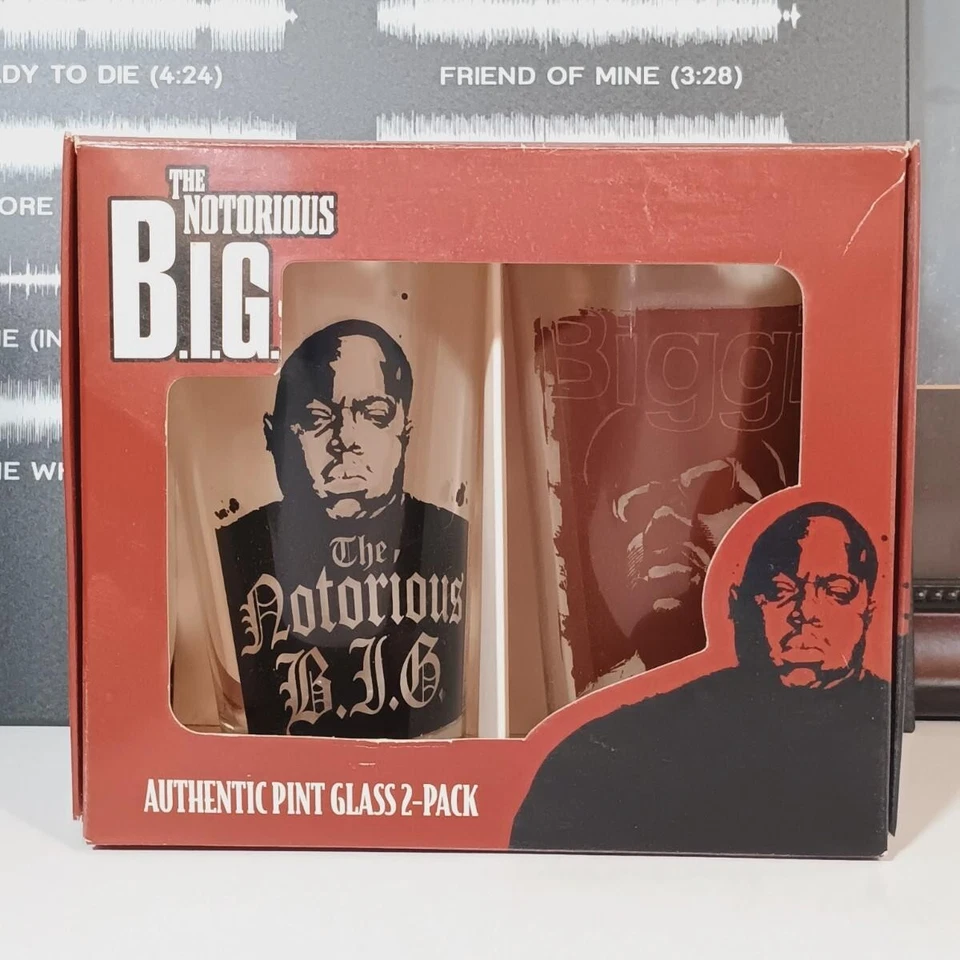 DY TO DIE (4:24)
FRIEND OF MINE (3:28)
ORE
E (IN
E WH
THE
NOTORIOUS
B.I.G.
The
Notorious
B.I.G.
Bigg
AUTHENTIC PINT GLASS 2-PACK